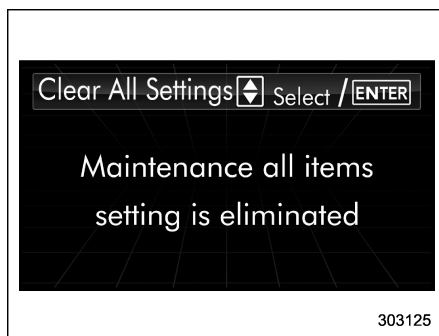 Clear All Settings Select / ENTER
Maintenance all items
setting is eliminated
303125